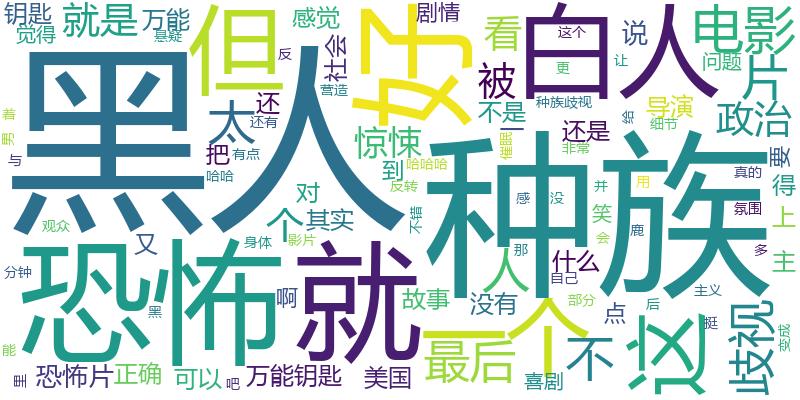 钥匙
就是
万能
觉得
悬疑
感觉
但
反
社会
好
剧情
看
白人
这个
更
让
说
电影
问题
片
黑人
太
还
营造
还有
把
有点
与
哈哈
男
着
惊悚
到
哈哈哈
被
不是
一
种族歧视
还是
催眠
非常
给
导演
细节
政治
要
真的
得
氛围
上
多
主
种族
对
个
其实
反转
不错
感
没
并
笑
用
会
鹿
观众
又
身体
影片
恐怖
就
分钟
黑
啊
故事
没有
人
那
什么
自己
部分
点
后
主义
挺
歧视
变成
这
一个
最后
不
能
里
恐怖片
正确
可以
吧
万能钥匙
美国
喜剧